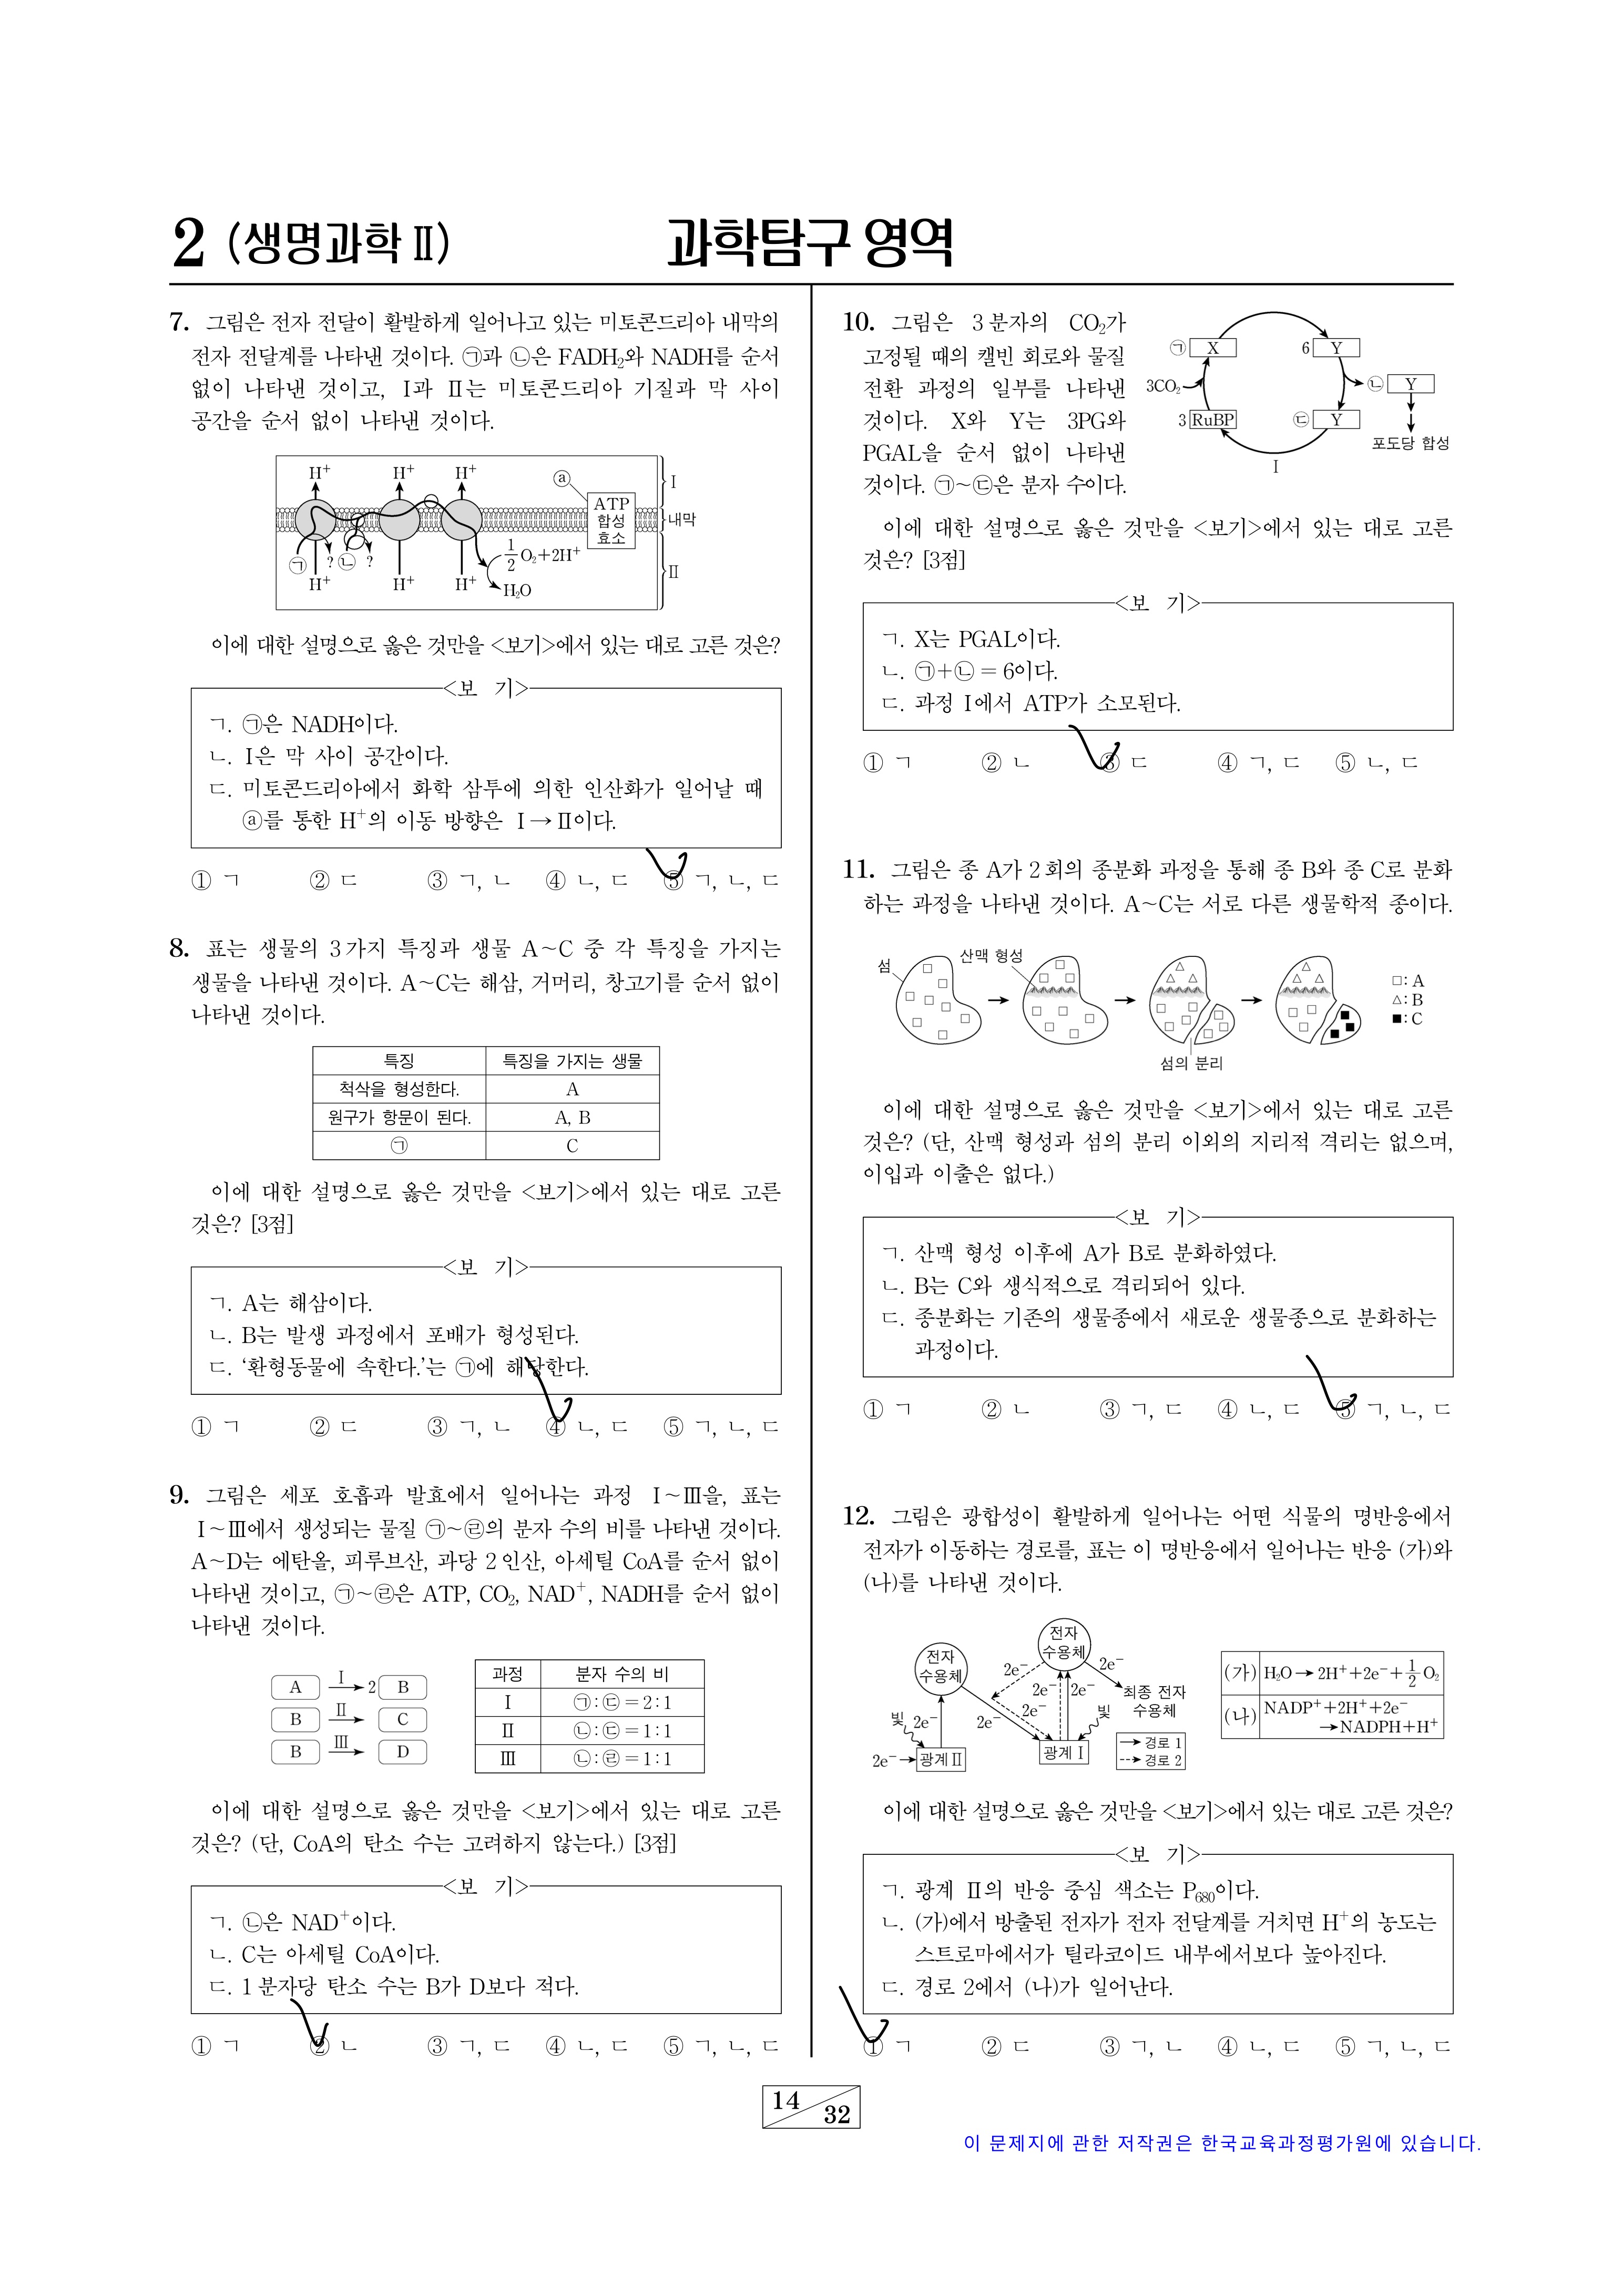 2 (생명과학Ⅱ)
과학탐구 영역
7. 그림은 전자 전달이 활발하게 일어나고 있는 미토콘드리아 내막의
전자 전달계를 나타낸 것이다. ㉠과 ㉡은 FADH₂와 NADH를 순서
없이 나타낸 것이고, Ⅰ과 Ⅱ는 미토콘드리아 기질과 막 사이
공간을 순서 없이 나타낸 것이다.
H⁺ H⁺ H⁺ ⓐ Ⅰ
ATP
합성
효소
내막
㉠ ? ㉡ ? ½O₂+2H⁺ Ⅱ
H⁺ H⁺ H⁺ H₂O
이에 대한 설명으로 옳은 것만을 <보기>에서 있는 대로 고른 것은?
<보 기>
ㄱ. ㉠은 NADH이다.
ㄴ. Ⅰ은 막 사이 공간이다.
ㄷ. 미토콘드리아에서 화학 삼투에 의한 인산화가 일어날 때
ⓐ를 통한 H⁺의 이동 방향은 Ⅰ→Ⅱ이다.
① ㄱ ② ㄷ ③ ㄱ, ㄴ ④ ㄴ, ㄷ ⑤ ㄱ, ㄴ, ㄷ
8. 표는 생물의 3가지 특징과 생물 A~C 중 각 특징을 가지는
생물을 나타낸 것이다. A~C는 해삼, 거머리, 창고기를 순서 없이
나타낸 것이다.
특징 특징을 가지는 생물
척삭을 형성한다. A
원구가 항문이 된다. A, B
㉠ C
이에 대한 설명으로 옳은 것만을 <보기>에서 있는 대로 고른
것은? [3점]
<보 기>
ㄱ. A는 해삼이다.
ㄴ. B는 발생 과정에서 포배가 형성된다.
ㄷ. ‘환형동물에 속한다.’는 ㉠에 해당한다.
① ㄱ ② ㄷ ③ ㄱ, ㄴ ④ ㄴ, ㄷ ⑤ ㄱ, ㄴ, ㄷ
9. 그림은 세포 호흡과 발효에서 일어나는 과정 Ⅰ~Ⅲ을, 표는
Ⅰ~Ⅲ에서 생성되는 물질 ㉠~㉣의 분자 수의 비를 나타낸 것이다.
A~D는 에탄올, 피루브산, 과당 2인산, 아세틸 CoA를 순서 없이
나타낸 것이고, ㉠~㉣은 ATP, CO₂, NAD⁺, NADH를 순서 없이
나타낸 것이다.
A Ⅰ→ 2 B
B Ⅱ→ C
B Ⅲ→ D
과정 분자 수의 비
Ⅰ ㉠:㉢=2:1
Ⅱ ㉡:㉢=1:1
Ⅲ ㉡:㉣=1:1
이에 대한 설명으로 옳은 것만을 <보기>에서 있는 대로 고른
것은? (단, CoA의 탄소 수는 고려하지 않는다.) [3점]
<보 기>
ㄱ. ㉡은 NAD⁺이다.
ㄴ. C는 아세틸 CoA이다.
ㄷ. 1분자당 탄소 수는 B가 D보다 적다.
① ㄱ ② ㄴ ③ ㄱ, ㄷ ④ ㄴ, ㄷ ⑤ ㄱ, ㄴ, ㄷ
10. 그림은 3분자의 CO₂가
고정될 때의 캘빈 회로와 물질
전환 과정의 일부를 나타낸
것이다. X와 Y는 3PG와
PGAL을 순서 없이 나타낸
것이다. ㉠~㉢은 분자 수이다.
㉠ X 6 Y
3CO₂ ㉡ Y
3 RuBP ㉢ Y
포도당 합성
Ⅰ
이에 대한 설명으로 옳은 것만을 <보기>에서 있는 대로 고른
것은? [3점]
<보 기>
ㄱ. X는 PGAL이다.
ㄴ. ㉠+㉡ = 6이다.
ㄷ. 과정 Ⅰ에서 ATP가 소모된다.
① ㄱ ② ㄴ ③ ㄷ ④ ㄱ, ㄷ ⑤ ㄴ, ㄷ
11. 그림은 종 A가 2회의 종분화 과정을 통해 종 B와 종 C로 분화
하는 과정을 나타낸 것이다. A~C는 서로 다른 생물학적 종이다.
섬 산맥 형성
□: A
△: B
■: C
섬의 분리
이에 대한 설명으로 옳은 것만을 <보기>에서 있는 대로 고른
것은? (단, 산맥 형성과 섬의 분리 이외의 지리적 격리는 없으며,
이입과 이출은 없다.)
<보 기>
ㄱ. 산맥 형성 이후에 A가 B로 분화하였다.
ㄴ. B는 C와 생식적으로 격리되어 있다.
ㄷ. 종분화는 기존의 생물종에서 새로운 생물종으로 분화하는
과정이다.
① ㄱ ② ㄴ ③ ㄱ, ㄷ ④ ㄴ, ㄷ ⑤ ㄱ, ㄴ, ㄷ
12. 그림은 광합성이 활발하게 일어나는 어떤 식물의 명반응에서
전자가 이동하는 경로를, 표는 이 명반응에서 일어나는 반응 (가)와
(나)를 나타낸 것이다.
전자
수용체
전자
수용체
2e⁻ 2e⁻
2e⁻ 2e⁻ 최종 전자
수용체
빛 2e⁻ 2e⁻ 2e⁻ 빛
2e⁻→ 광계Ⅱ 광계Ⅰ
→ 경로 1
⇢ 경로 2
(가) H₂O → 2H⁺+2e⁻+½O₂
(나) NADP⁺+2H⁺+2e⁻
→NADPH+H⁺
이에 대한 설명으로 옳은 것만을 <보기>에서 있는 대로 고른 것은?
<보 기>
ㄱ. 광계 Ⅱ의 반응 중심 색소는 P₆₈₀이다.
ㄴ. (가)에서 방출된 전자가 전자 전달계를 거치면 H⁺의 농도는
스트로마에서가 틸라코이드 내부에서보다 높아진다.
ㄷ. 경로 2에서 (나)가 일어난다.
① ㄱ ② ㄷ ③ ㄱ, ㄴ ④ ㄴ, ㄷ ⑤ ㄱ, ㄴ, ㄷ
14
32
이 문제지에 관한 저작권은 한국교육과정평가원에 있습니다.